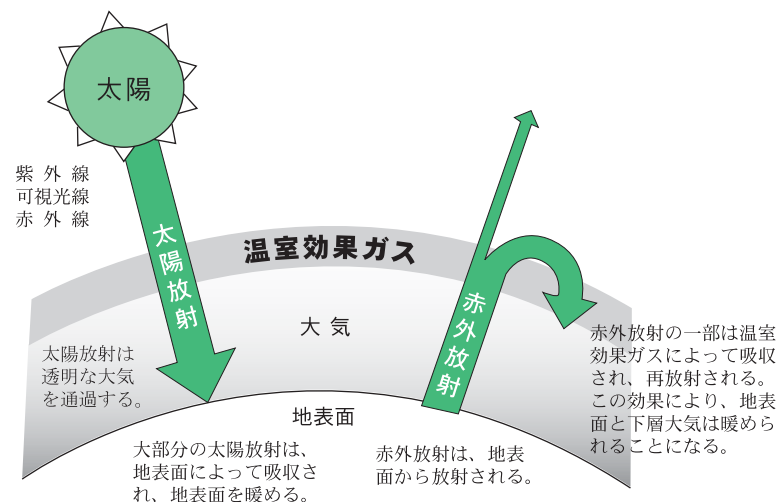 太陽
紫外線
可視光線
赤外線
太陽放射
温室効果ガス
大気
赤外放射
太陽放射は
透明な大気
を通過する。
赤外放射の一部は温室
効果ガスによって吸収
され、再放射される。
この効果により、地表
面と下層大気は暖めら
れることになる。
地表面
大部分の太陽放射は、
地表面によって吸収さ
れ、地表面を暖める。
赤外放射は、地表
面から放射される。